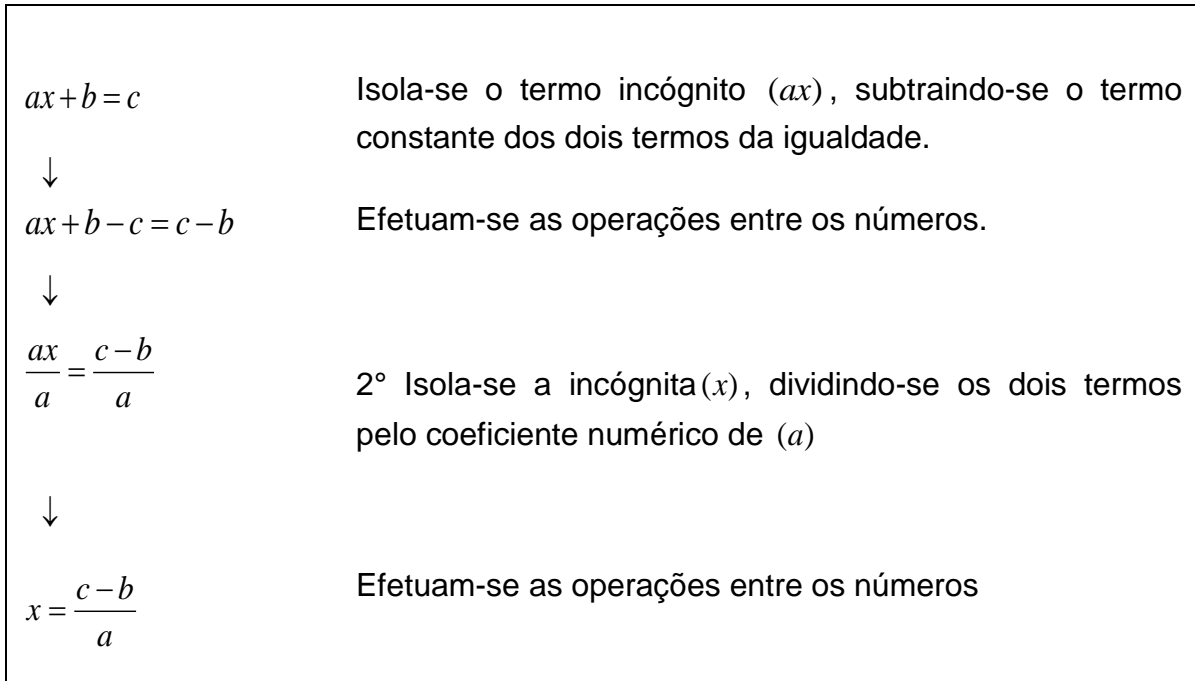 ax + b = c
Isola-se o termo incógnito (ax), subtraindo-se o termo
constante dos dois termos da igualdade.
↓
ax + b − c = c − b
Efetuam-se as operações entre os números.
↓
ax/a = (c − b)/a
2° Isola-se a incógnita (x), dividindo-se os dois termos
pelo coeficiente numérico de (a)
↓
x = (c − b)/a
Efetuam-se as operações entre os números